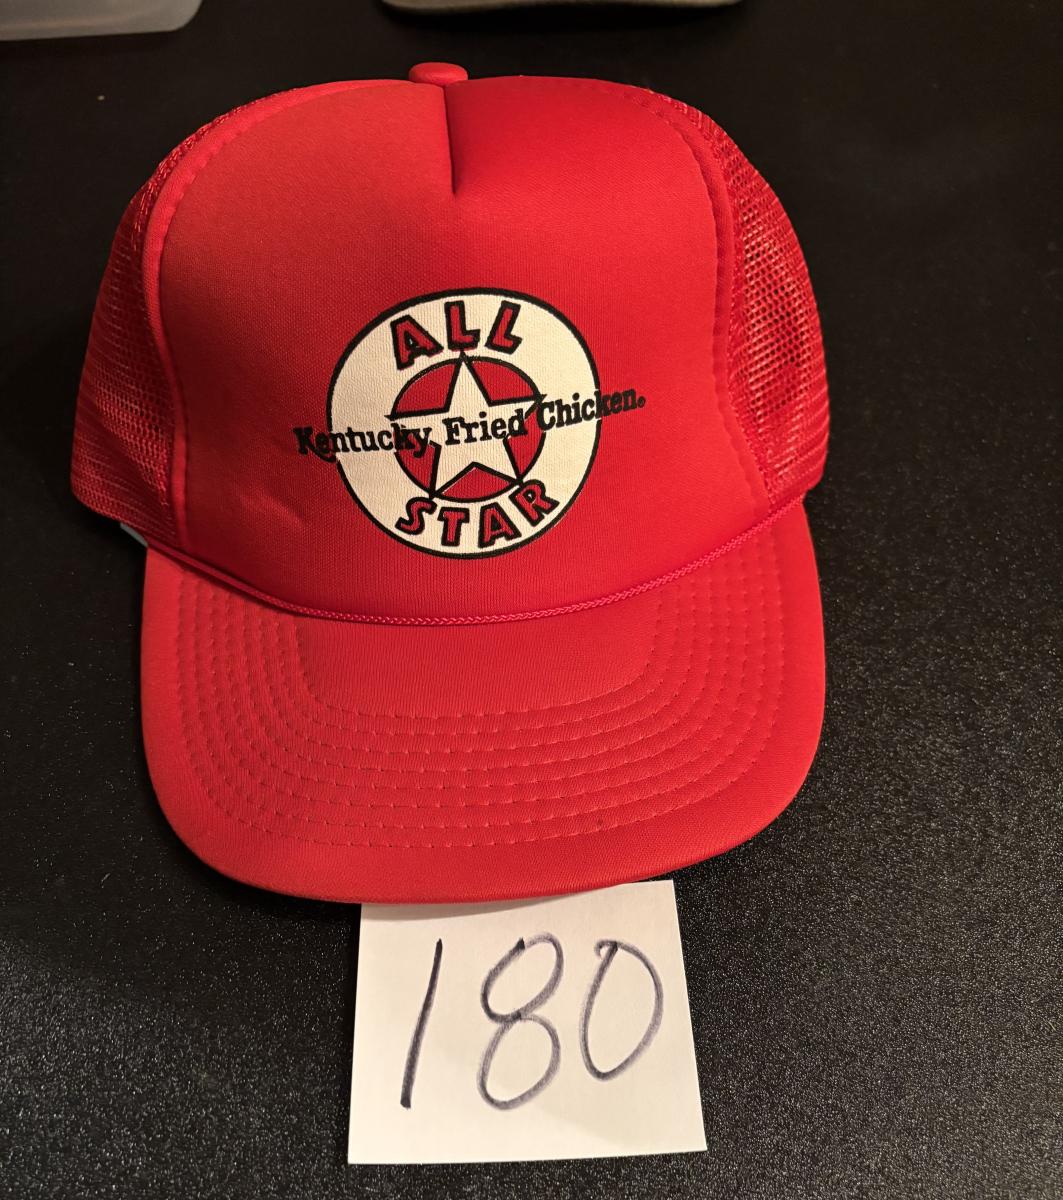 ALL
Kentucky Fried Chicken®
STAR
180